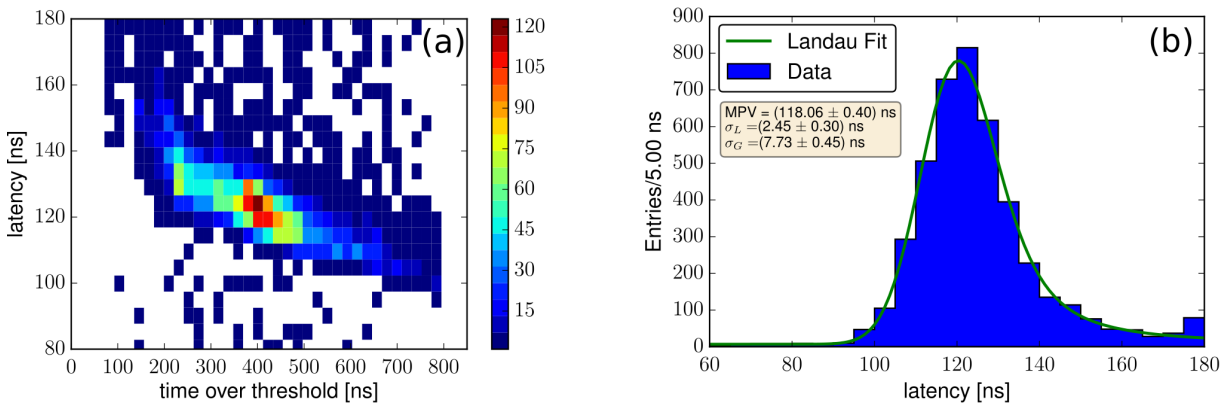 (a)
latency [ns]
180
160
140
120
100
80
0 100 200 300 400 500 600 700 800
time over threshold [ns]
120
105
90
75
60
45
30
15
(b)
Entries/5.00 ns
900
800
700
600
500
400
300
200
100
0
Landau Fit
Data
MPV = (118.06 ± 0.40) ns
σ_L =(2.45 ± 0.30) ns
σ_G =(7.73 ± 0.45) ns
60 80 100 120 140 160 180
latency [ns]